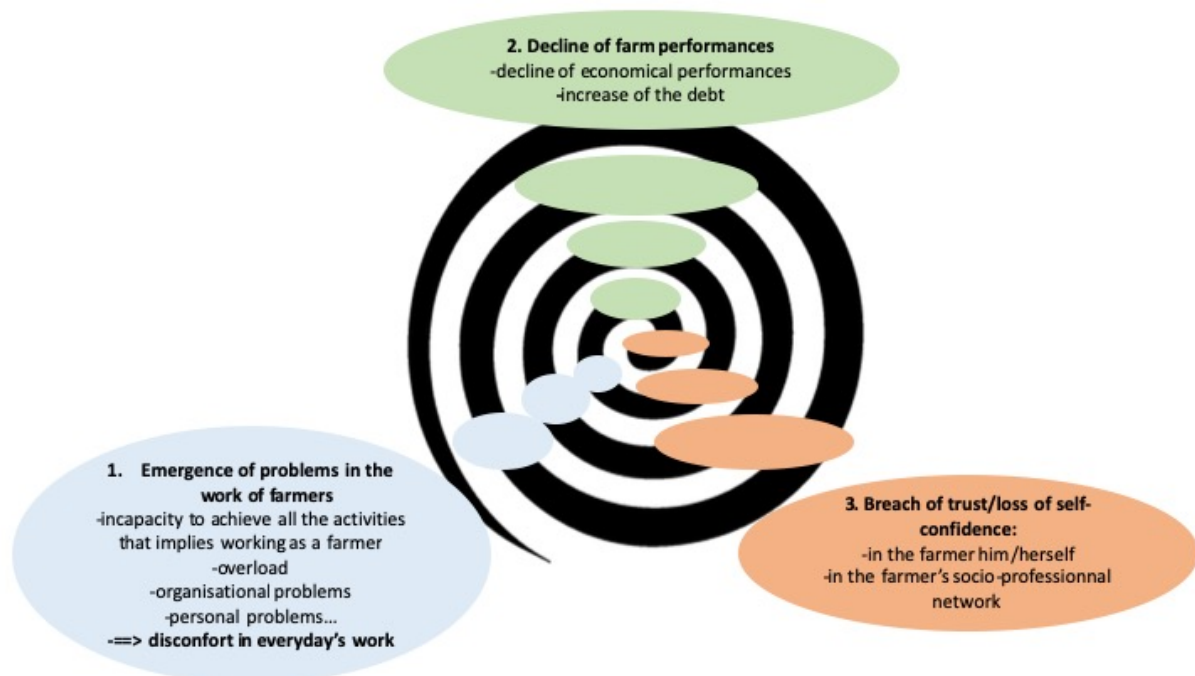 2. Decline of farm performances
-decline of economical performances
-increase of the debt
1. Emergence of problems in the
work of farmers
-incapacity to achieve all the activities
that implies working as a farmer
-overload
-organisational problems
-personal problems...
-==> disconfort in everyday's work
3. Breach of trust/loss of self-
confidence:
-in the farmer him/herself
-in the farmer's socio-professionnal
network